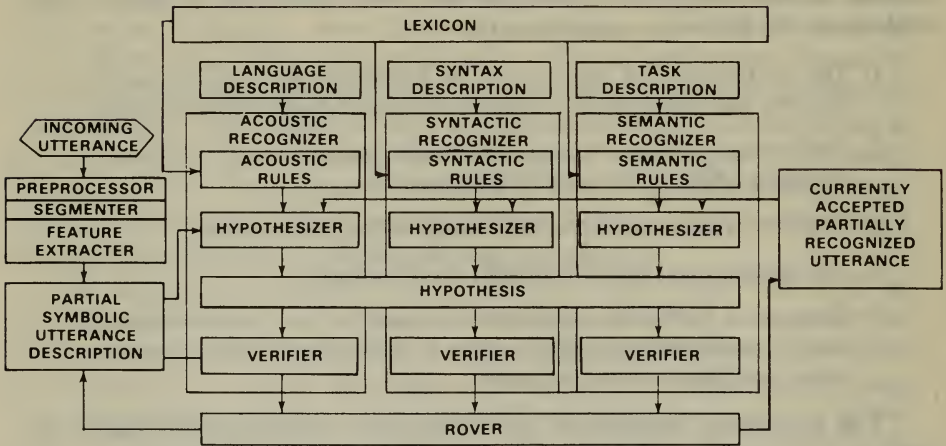 LEXICON
LANGUAGE
DESCRIPTION
SYNTAX
DESCRIPTION
TASK
DESCRIPTION
INCOMING
UTTERANCE
ACOUSTIC
RECOGNIZER
SYNTACTIC
RECOGNIZER
SEMANTIC
RECOGNIZER
ACOUSTIC
RULES
SYNTACTIC
RULES
SEMANTIC
RULES
PREPROCESSOR
SEGMENTER
FEATURE
EXTRACTER
HYPOTHESIZER
HYPOTHESIZER
HYPOTHESIZER
CURRENTLY
ACCEPTED
PARTIALLY
RECOGNIZED
UTTERANCE
PARTIAL
SYMBOLIC
UTTERANCE
DESCRIPTION
HYPOTHESIS
VERIFIER
VERIFIER
VERIFIER
ROVER